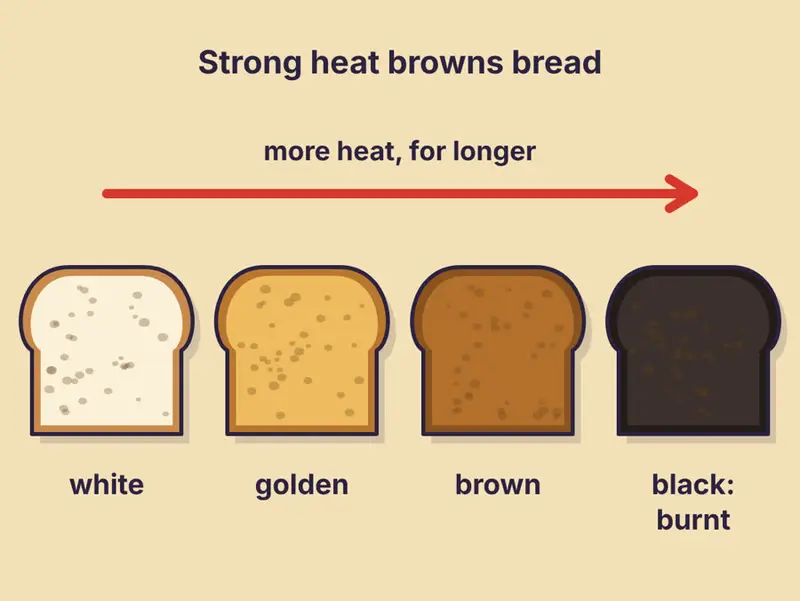 Strong heat browns bread
more heat, for longer
white
golden
brown
black:
burnt